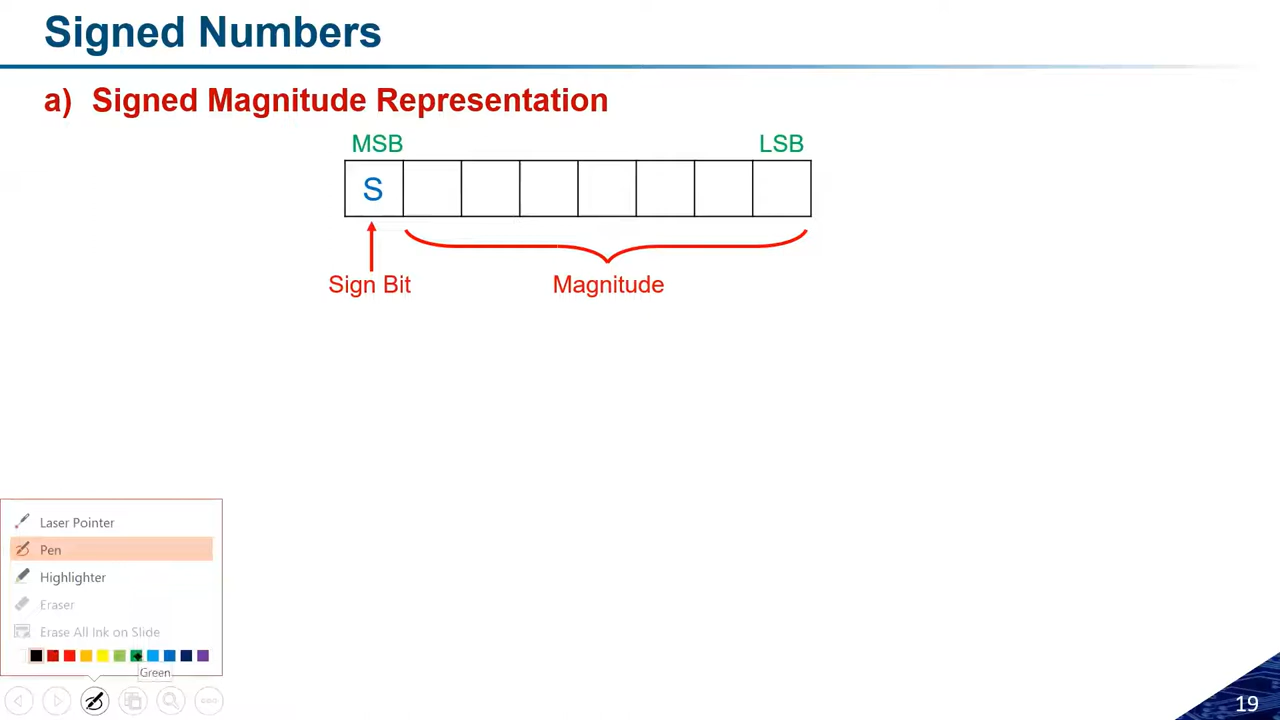 Signed Numbers
a) Signed Magnitude Representation
MSB LSB
S
Sign Bit Magnitude
Laser Pointer
Pen
Highlighter
Eraser
Erase All Ink on Slide
Green
19